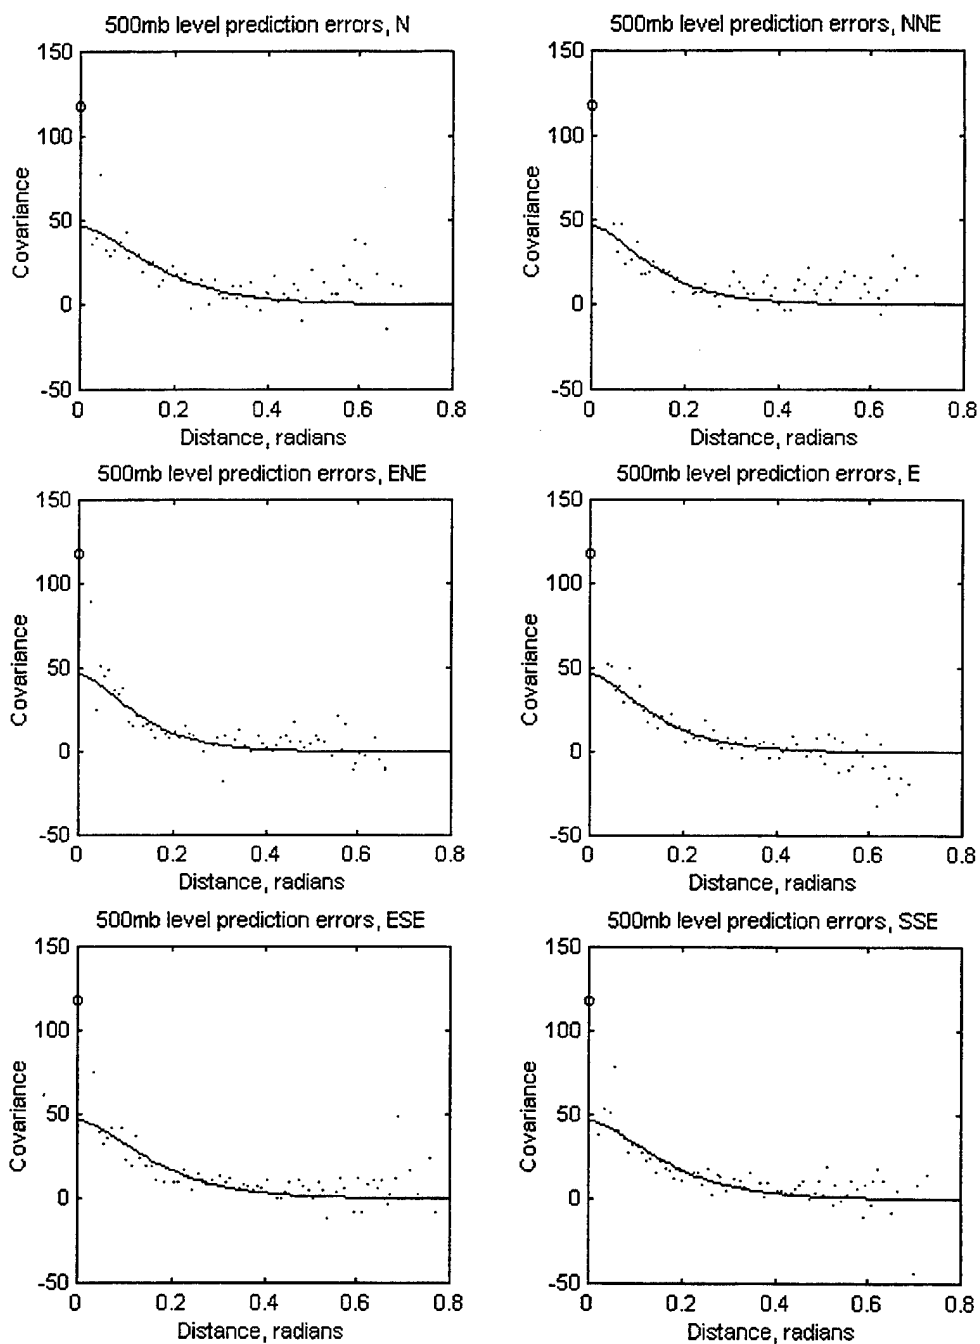 500mb level prediction errors, N
150
100
50
0
-50
Covariance
0 0.2 0.4 0.6 0.8
Distance, radians
500mb level prediction errors, NNE
150
100
50
0
-50
Covariance
0 0.2 0.4 0.6 0.8
Distance, radians
500mb level prediction errors, ENE
150
100
50
0
-50
Covariance
0 0.2 0.4 0.6 0.8
Distance, radians
500mb level prediction errors, E
150
100
50
0
-50
Covariance
0 0.2 0.4 0.6 0.8
Distance, radians
500mb level prediction errors, ESE
150
100
50
0
-50
Covariance
0 0.2 0.4 0.6 0.8
Distance, radians
500mb level prediction errors, SSE
150
100
50
0
-50
Covariance
0 0.2 0.4 0.6 0.8
Distance, radians